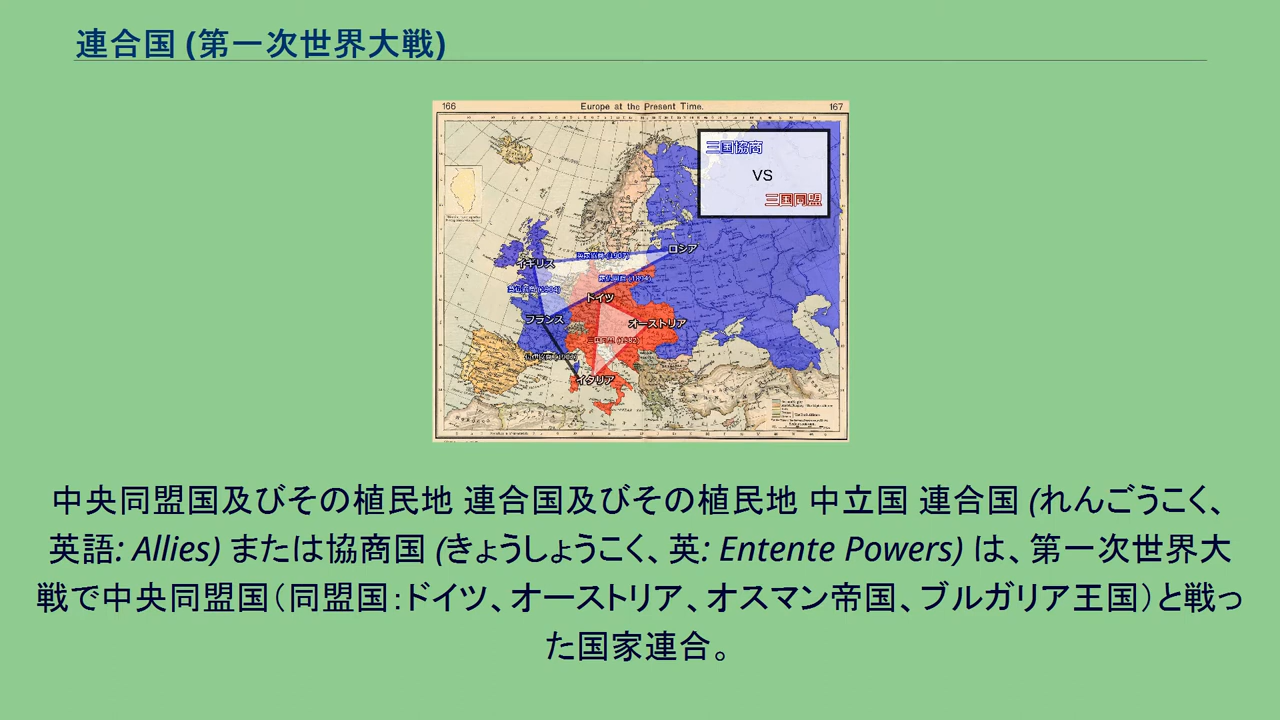 連合国 (第一次世界大戦)
166 Europe at the Present Time. 167
三国協商
VS
三国同盟
ロシア
イギリス
ドイツ
フランス
オーストリア
イタリア
中央同盟国及びその植民地 連合国及びその植民地 中立国 連合国 (れんごうこく、
英語: Allies) または協商国 (きょうしょうこく、英: Entente Powers) は、第一次世界大
戦で中央同盟国（同盟国：ドイツ、オーストリア、オスマン帝国、ブルガリア王国）と戦っ
た国家連合。